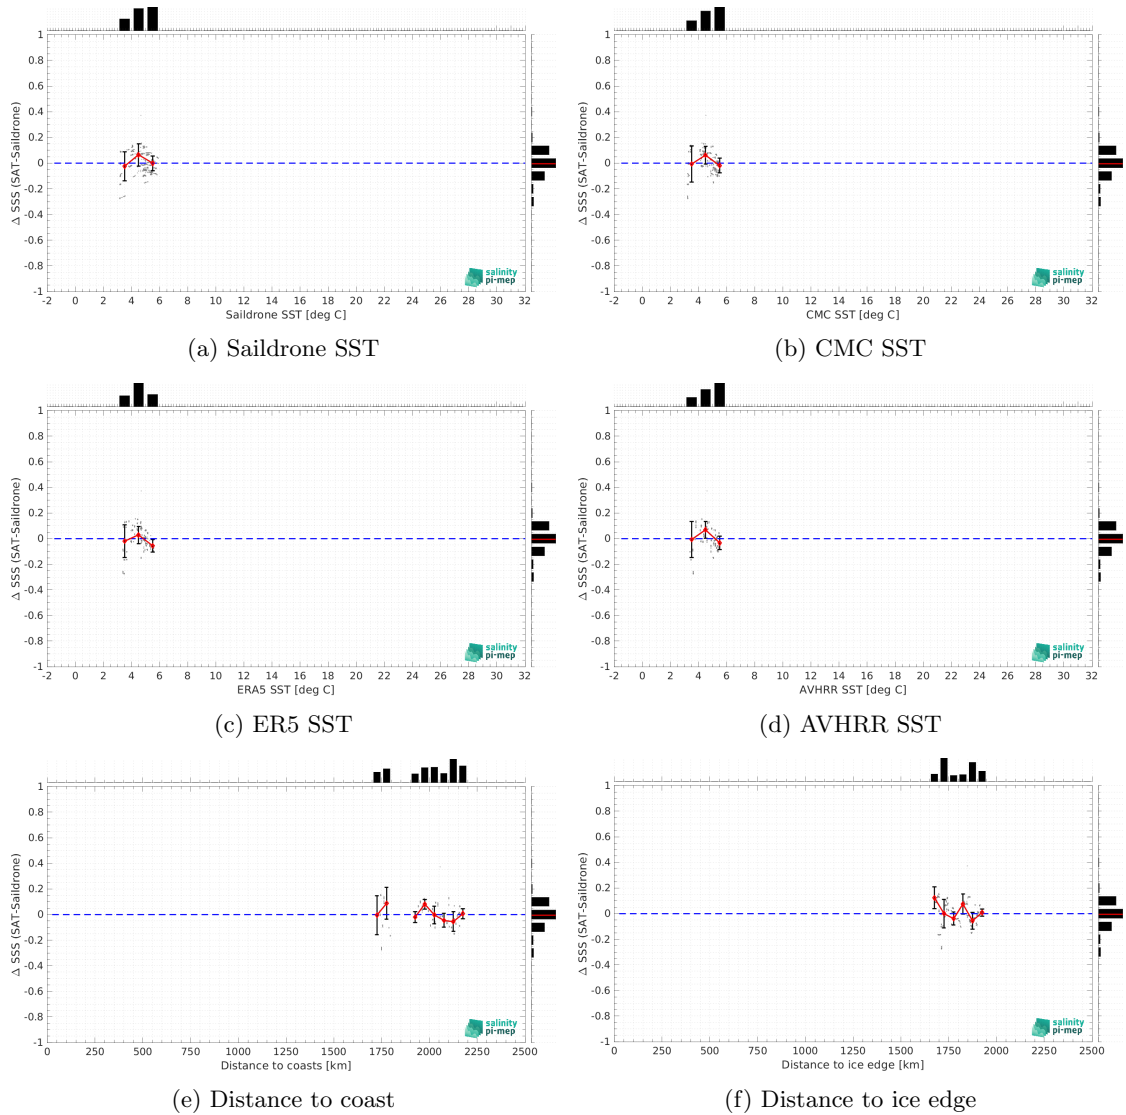 1
0.8
0.6
0.4
0.2
0
-0.2
-0.4
-0.6
-0.8
-1
Δ SSS (SAT-Saildrone)
salinity
pi-mep
-2 0 2 4 6 8 10 12 14 16 18 20 22 24 26 28 30 32
Saildrone SST [deg C]
(a) Saildrone SST
1
0.8
0.6
0.4
0.2
0
-0.2
-0.4
-0.6
-0.8
-1
Δ SSS (SAT-Saildrone)
salinity
pi-mep
-2 0 2 4 6 8 10 12 14 16 18 20 22 24 26 28 30 32
CMC SST [deg C]
(b) CMC SST
1
0.8
0.6
0.4
0.2
0
-0.2
-0.4
-0.6
-0.8
-1
Δ SSS (SAT-Saildrone)
salinity
pi-mep
-2 0 2 4 6 8 10 12 14 16 18 20 22 24 26 28 30 32
ERA5 SST [deg C]
(c) ER5 SST
1
0.8
0.6
0.4
0.2
0
-0.2
-0.4
-0.6
-0.8
-1
Δ SSS (SAT-Saildrone)
salinity
pi-mep
-2 0 2 4 6 8 10 12 14 16 18 20 22 24 26 28 30 32
AVHRR SST [deg C]
(d) AVHRR SST
1
0.8
0.6
0.4
0.2
0
-0.2
-0.4
-0.6
-0.8
-1
Δ SSS (SAT-Saildrone)
salinity
pi-mep
0 250 500 750 1000 1250 1500 1750 2000 2250 2500
Distance to coasts [km]
(e) Distance to coast
1
0.8
0.6
0.4
0.2
0
-0.2
-0.4
-0.6
-0.8
-1
Δ SSS (SAT-Saildrone)
salinity
pi-mep
0 250 500 750 1000 1250 1500 1750 2000 2250 2500
Distance to ice edge [km]
(f) Distance to ice edge